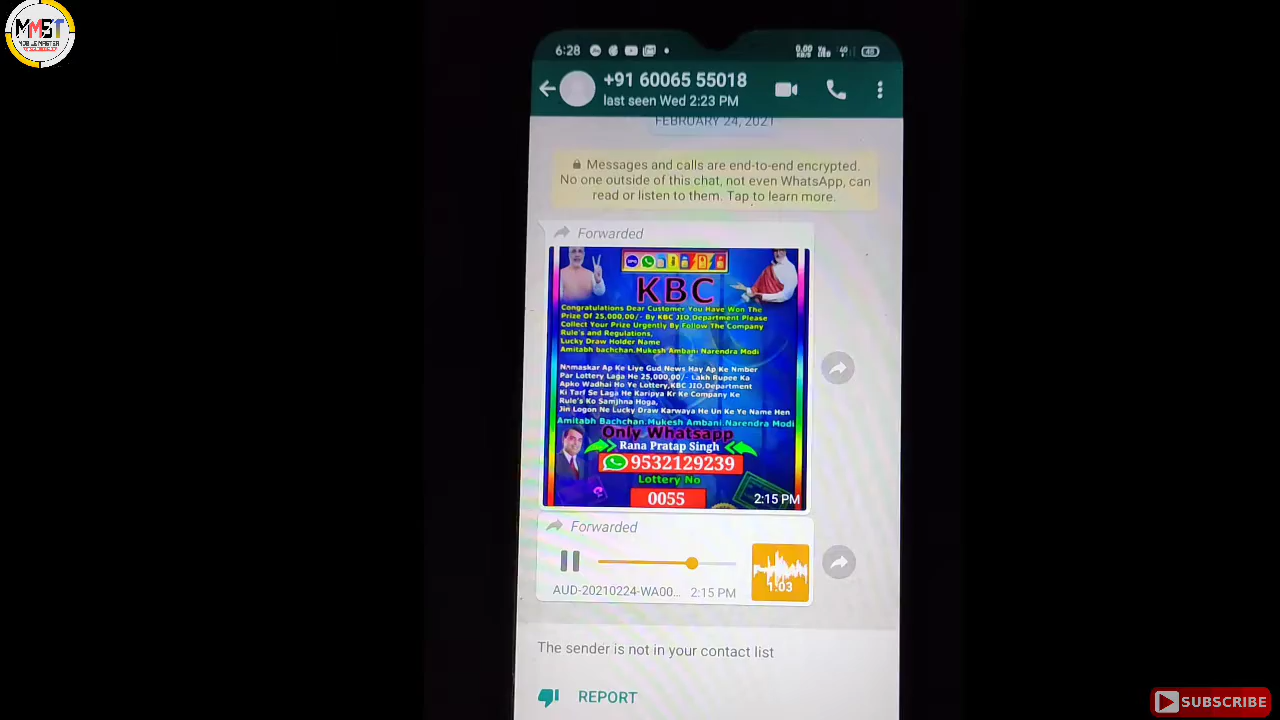 MMST
MOBILE MASTER
6:28
0.00
KB/S
4G
+91 60065 55018
last seen Wed 2:23 PM
FEBRUARY 24, 2021
Messages and calls are end-to-end encrypted.
No one outside of this chat, not even WhatsApp, can
read or listen to them. Tap to learn more.
Forwarded
KBC
Congratulations Dear Customer You Have Won The
Prize Of 25,000,00/- By KBC JIO,Department Please
Collect Your Prize Urgently By Follow The Company
Rule's and Regulations,
Lucky Draw Holder Name
Amitabh bachchan.Mukesh Ambani Narendra Modi
Namaskar Ap Ke Liye Gud News Hay Ap Ke Nmber
Par Lottery Laga He 25,000,00/- Lakh Rupee Ka
Apko Wadhai Ho Ye Lottery,KBC JIO,Department
Ki Tarf Se Laga He Karipya Kr Ke Company Ke
Rule's Ko Samjhna Hoga,
Jin Logon Ne Lucky Draw Karwaya He Un Ke Ye Name Hen
Amitabh Bachchan.Mukesh Ambani.Narendra Modi
Only Whatsapp
Rana Pratap Singh
9532129239
Lottery No
0055
2:15 PM
Forwarded
1:03
AUD-20210224-WA00... 2:15 PM
The sender is not in your contact list
REPORT
SUBSCRIBE